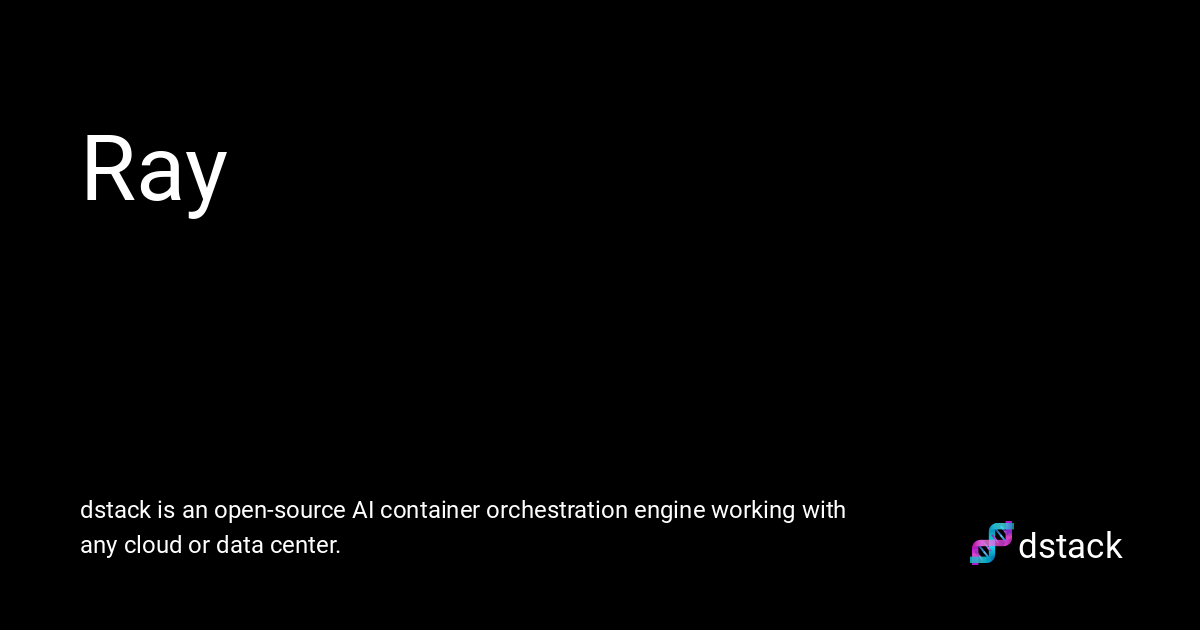 Ray
dstack is an open-source AI container orchestration engine working with
any cloud or data center.
dstack